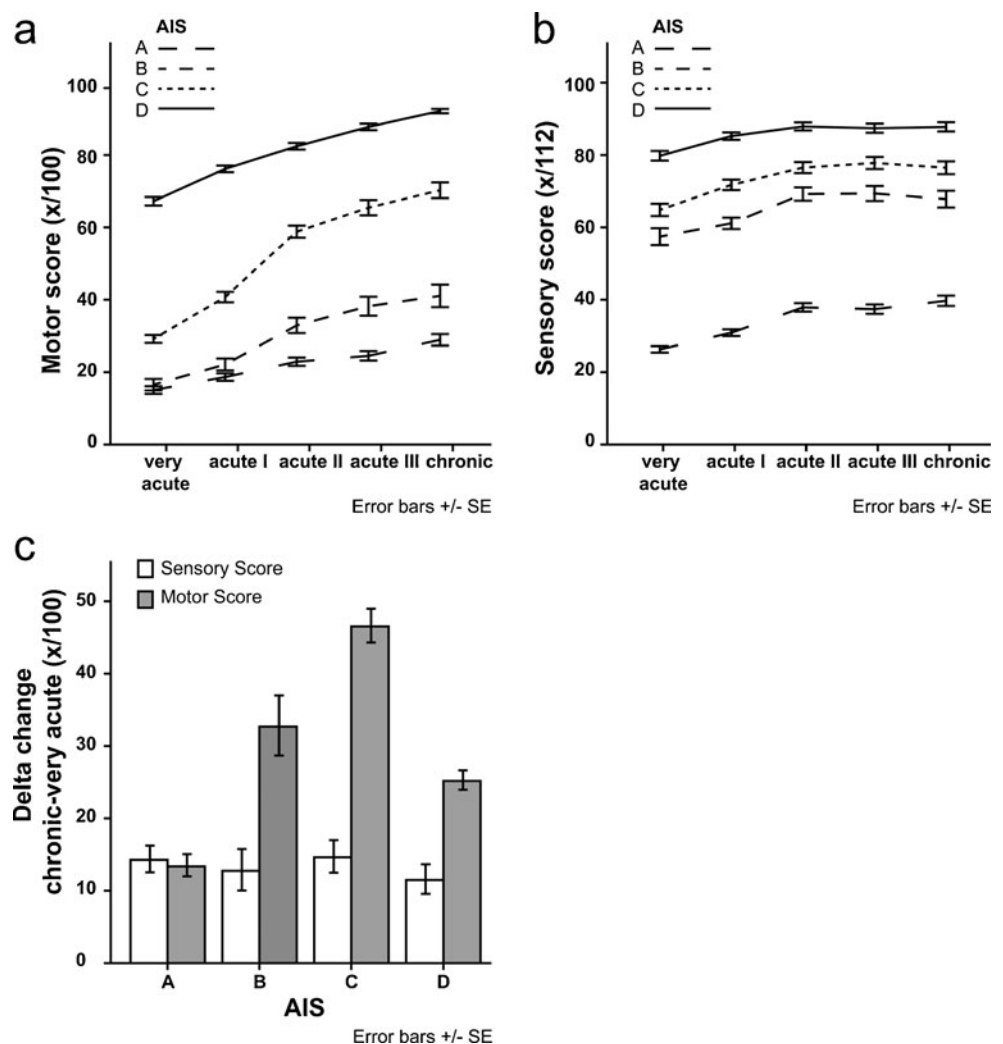 a
AIS
A
B
C
D
Motor score (x/100)
100
80
60
40
20
0
very acute
acute I
acute II
acute III
chronic
Error bars +/- SE
b
AIS
A
B
C
D
Sensory score (x/112)
100
80
60
40
20
0
very acute
acute I
acute II
acute III
chronic
Error bars +/- SE
c
Sensory Score
Motor Score
Delta change
chronic-very acute (x/100)
50
40
30
20
10
0
A
B
C
D
AIS
Error bars +/- SE